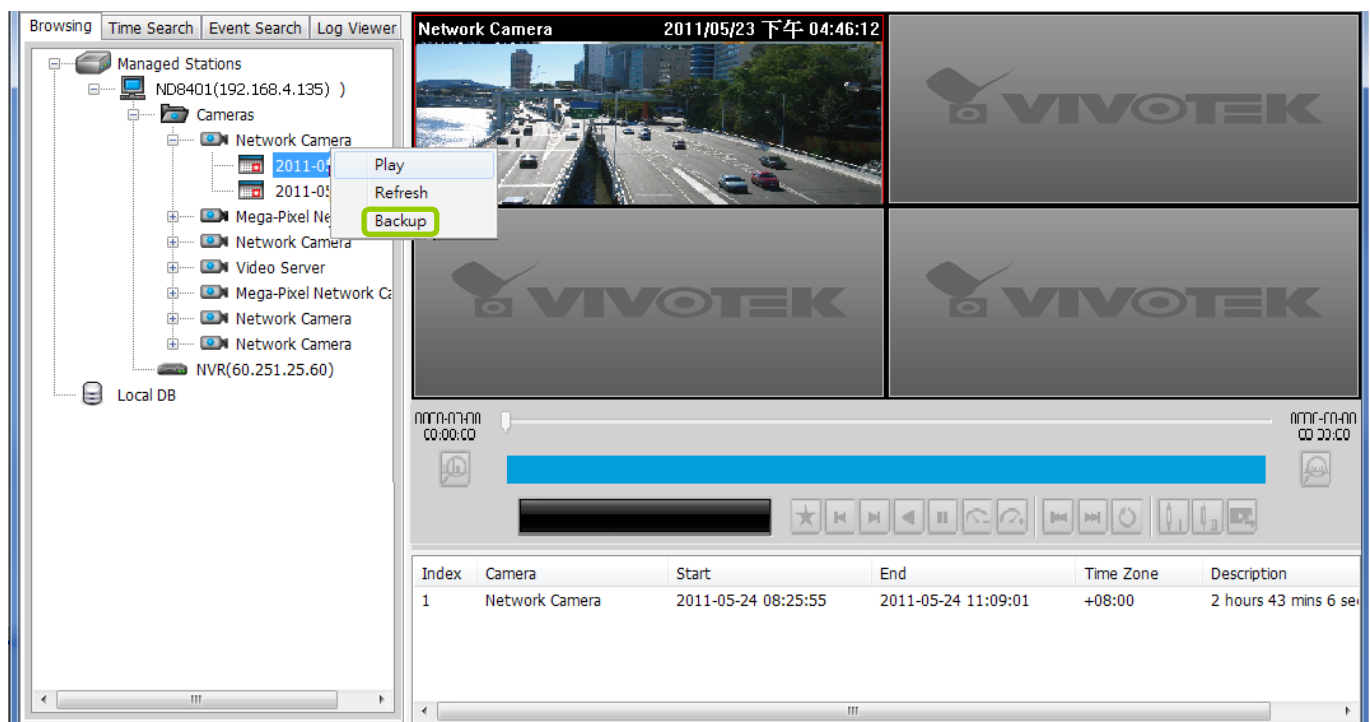 Browsing Time Search Event Search Log Viewer
Managed Stations
ND8401(192.168.4.135) )
Cameras
Network Camera
2011-05
2011-05
Mega-Pixel Ne
Network Camera
Video Server
Mega-Pixel Network Ca
Network Camera
Network Camera
NVR(60.251.25.60)
Local DB
Play
Refresh
Backup
Network Camera 2011/05/23 下午 04:46:12
VIVOTEK
VIVOTEK
VIVOTEK
Index Camera Start End Time Zone Description
1 Network Camera 2011-05-24 08:25:55 2011-05-24 11:09:01 +08:00 2 hours 43 mins 6 sec